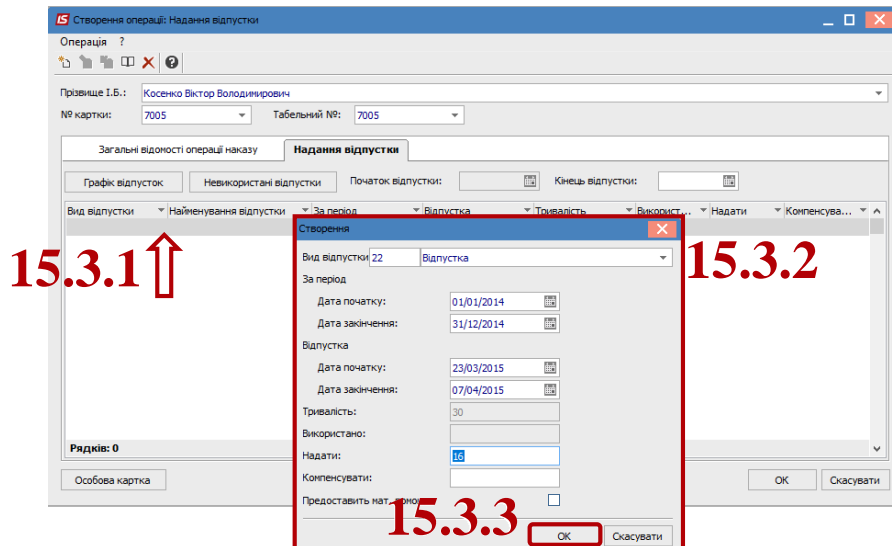 Створення операції: Надання відпустки
Операція ?
Прізвище І.Б.: Косенко Віктор Володимирович
№ картки: 7005 Табельний №: 7005
Загальні відомості операції наказу Надання відпустки
Графік відпусток Невикористані відпустки Початок відпустки: Кінець відпустки:
Вид відпустки Найменування відпустки За період Відпустка Тривалість Використ... Надати Компенсува...
15.3.1
Створення
Вид відпустки 22 Відпустка
15.3.2
За період
Дата початку: 01/01/2014
Дата закінчення: 31/12/2014
Відпустка
Дата початку: 23/03/2015
Дата закінчення: 07/04/2015
Тривалість: 30
Використано:
Надати: 16
Компенсувати:
Предоставить мат.
15.3.3
ОК Скасувати
Рядків: 0
Особова картка ОК Скасувати